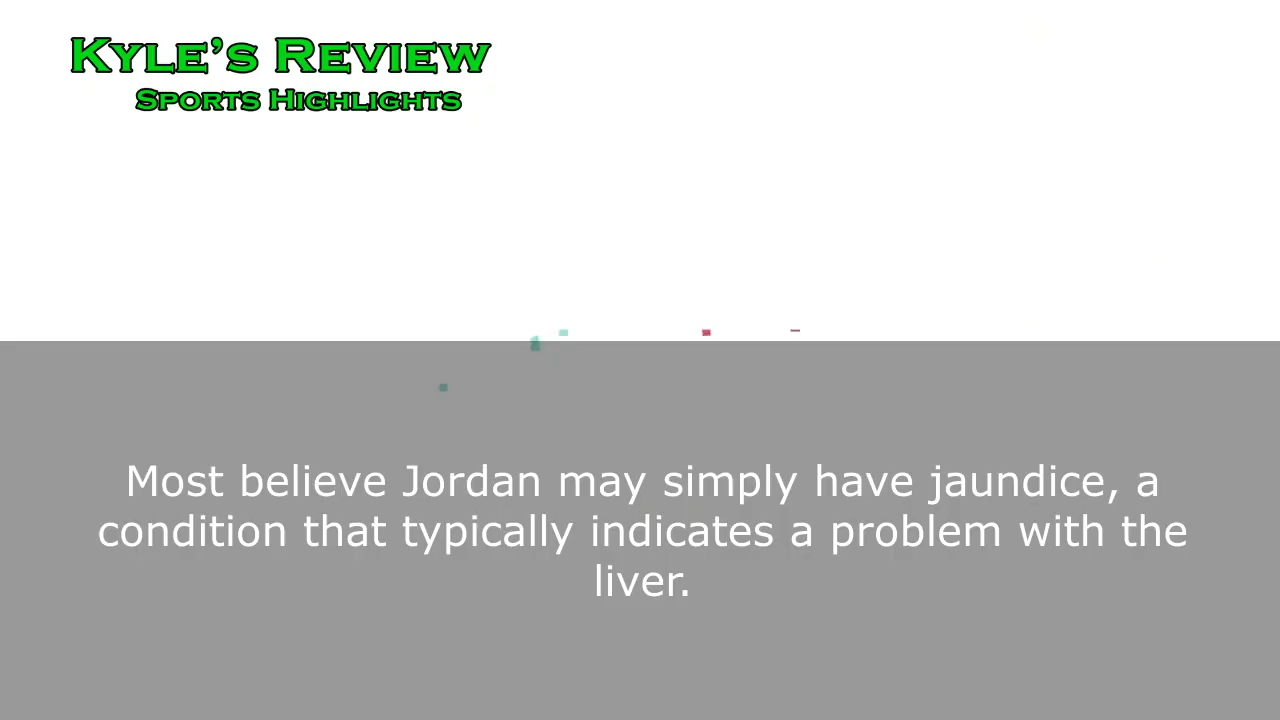 Kyle's Review
Sports Highlights
Most believe Jordan may simply have jaundice, a
condition that typically indicates a problem with the
liver.